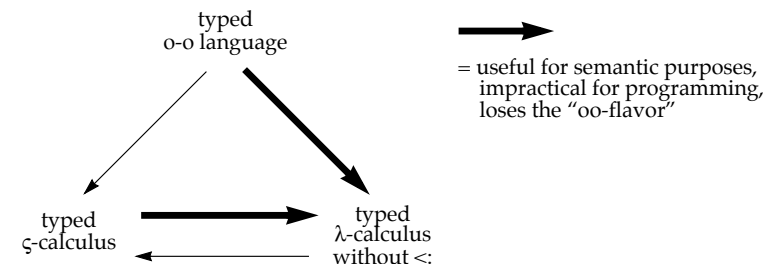 typed
o-o language
= useful for semantic purposes,
impractical for programming,
loses the “oo-flavor”
typed
ς-calculus
typed
λ-calculus
without <: